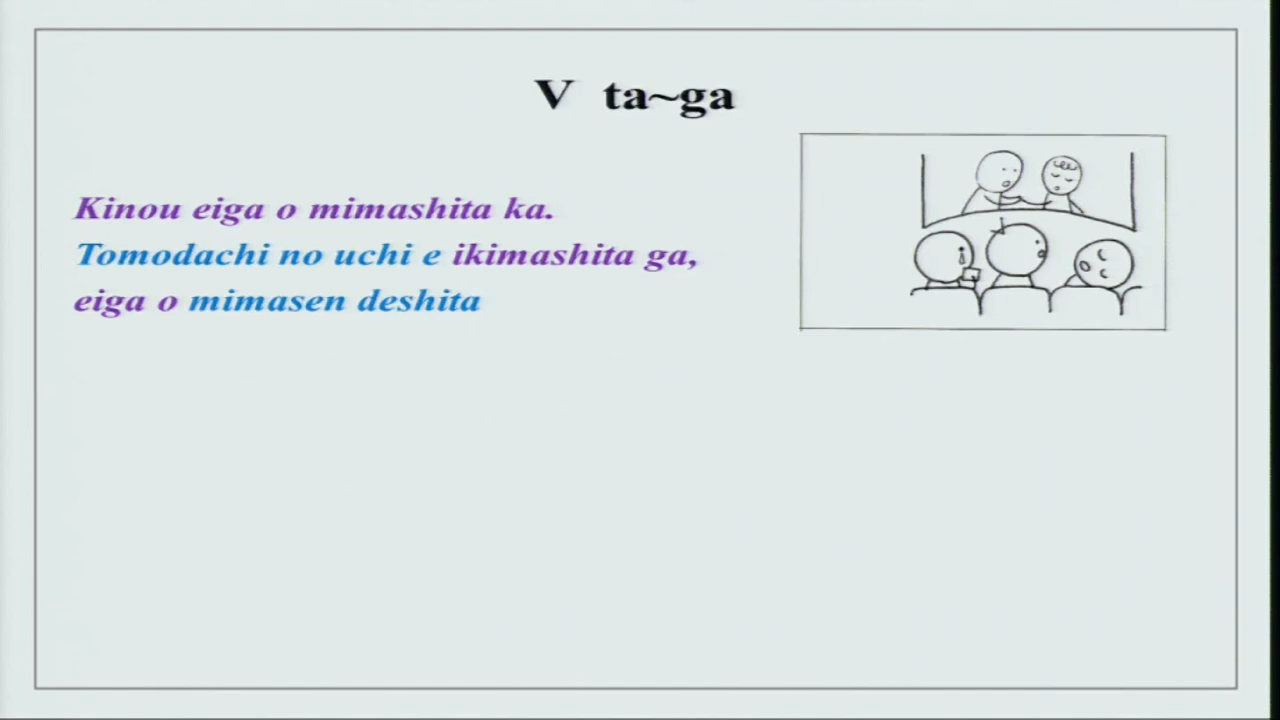 V ta~ga
Kinou eiga o mimashita ka.
Tomodachi no uchi e ikimashita ga,
eiga o mimasen deshita